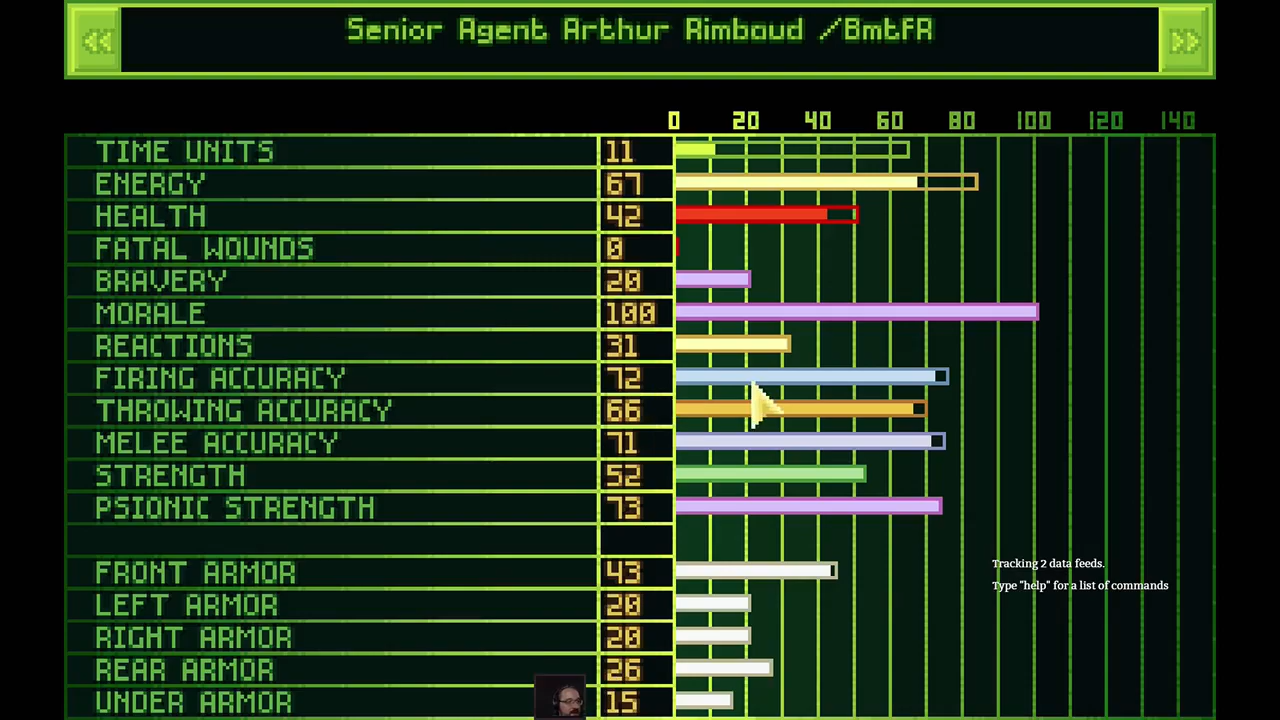 Senior Agent Arthur Rimbaud /BmtfR
0 20 40 60 80 100 120 140
TIME UNITS 11
ENERGY 67
HEALTH 42
FATAL WOUNDS 0
BRAVERY 20
MORALE 100
REACTIONS 31
FIRING ACCURACY 72
THROWING ACCURACY 66
MELEE ACCURACY 71
STRENGTH 52
PSIONIC STRENGTH 73
FRONT ARMOR 43
Tracking 2 data feeds.
Type "help" for a list of commands
LEFT ARMOR 20
RIGHT ARMOR 20
REAR ARMOR 26
UNDER ARMOR 15